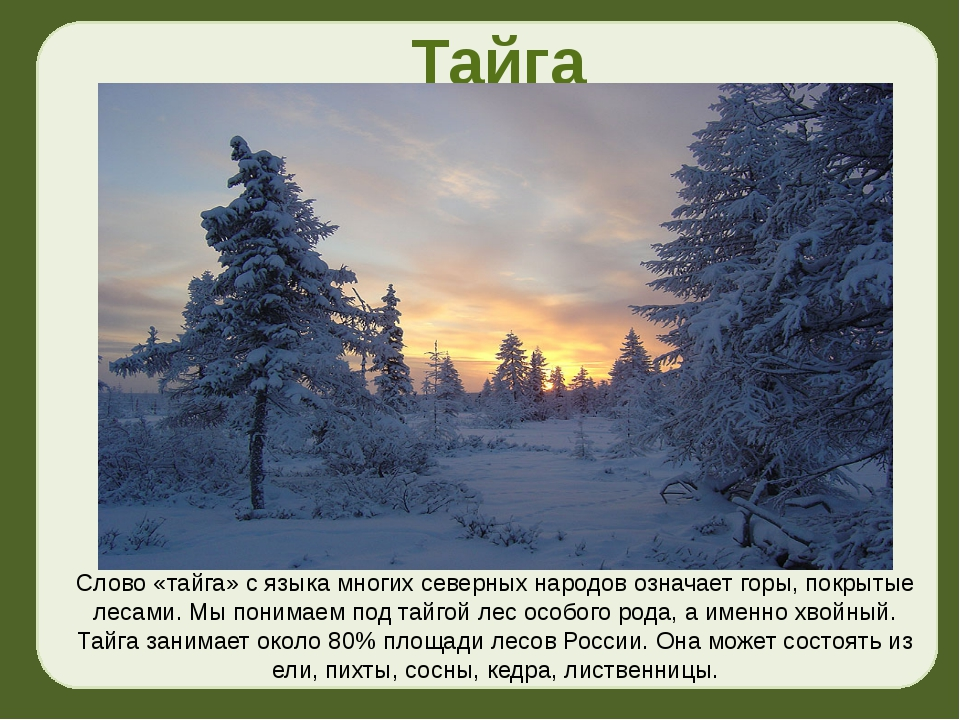 Тайга
Слово «тайга» с языка многих северных народов означает горы, покрытые
лесами. Мы понимаем под тайгой лес особого рода, а именно хвойный.
Тайга занимает около 80% площади лесов России. Она может состоять из
ели, пихты, сосны, кедра, лиственницы.